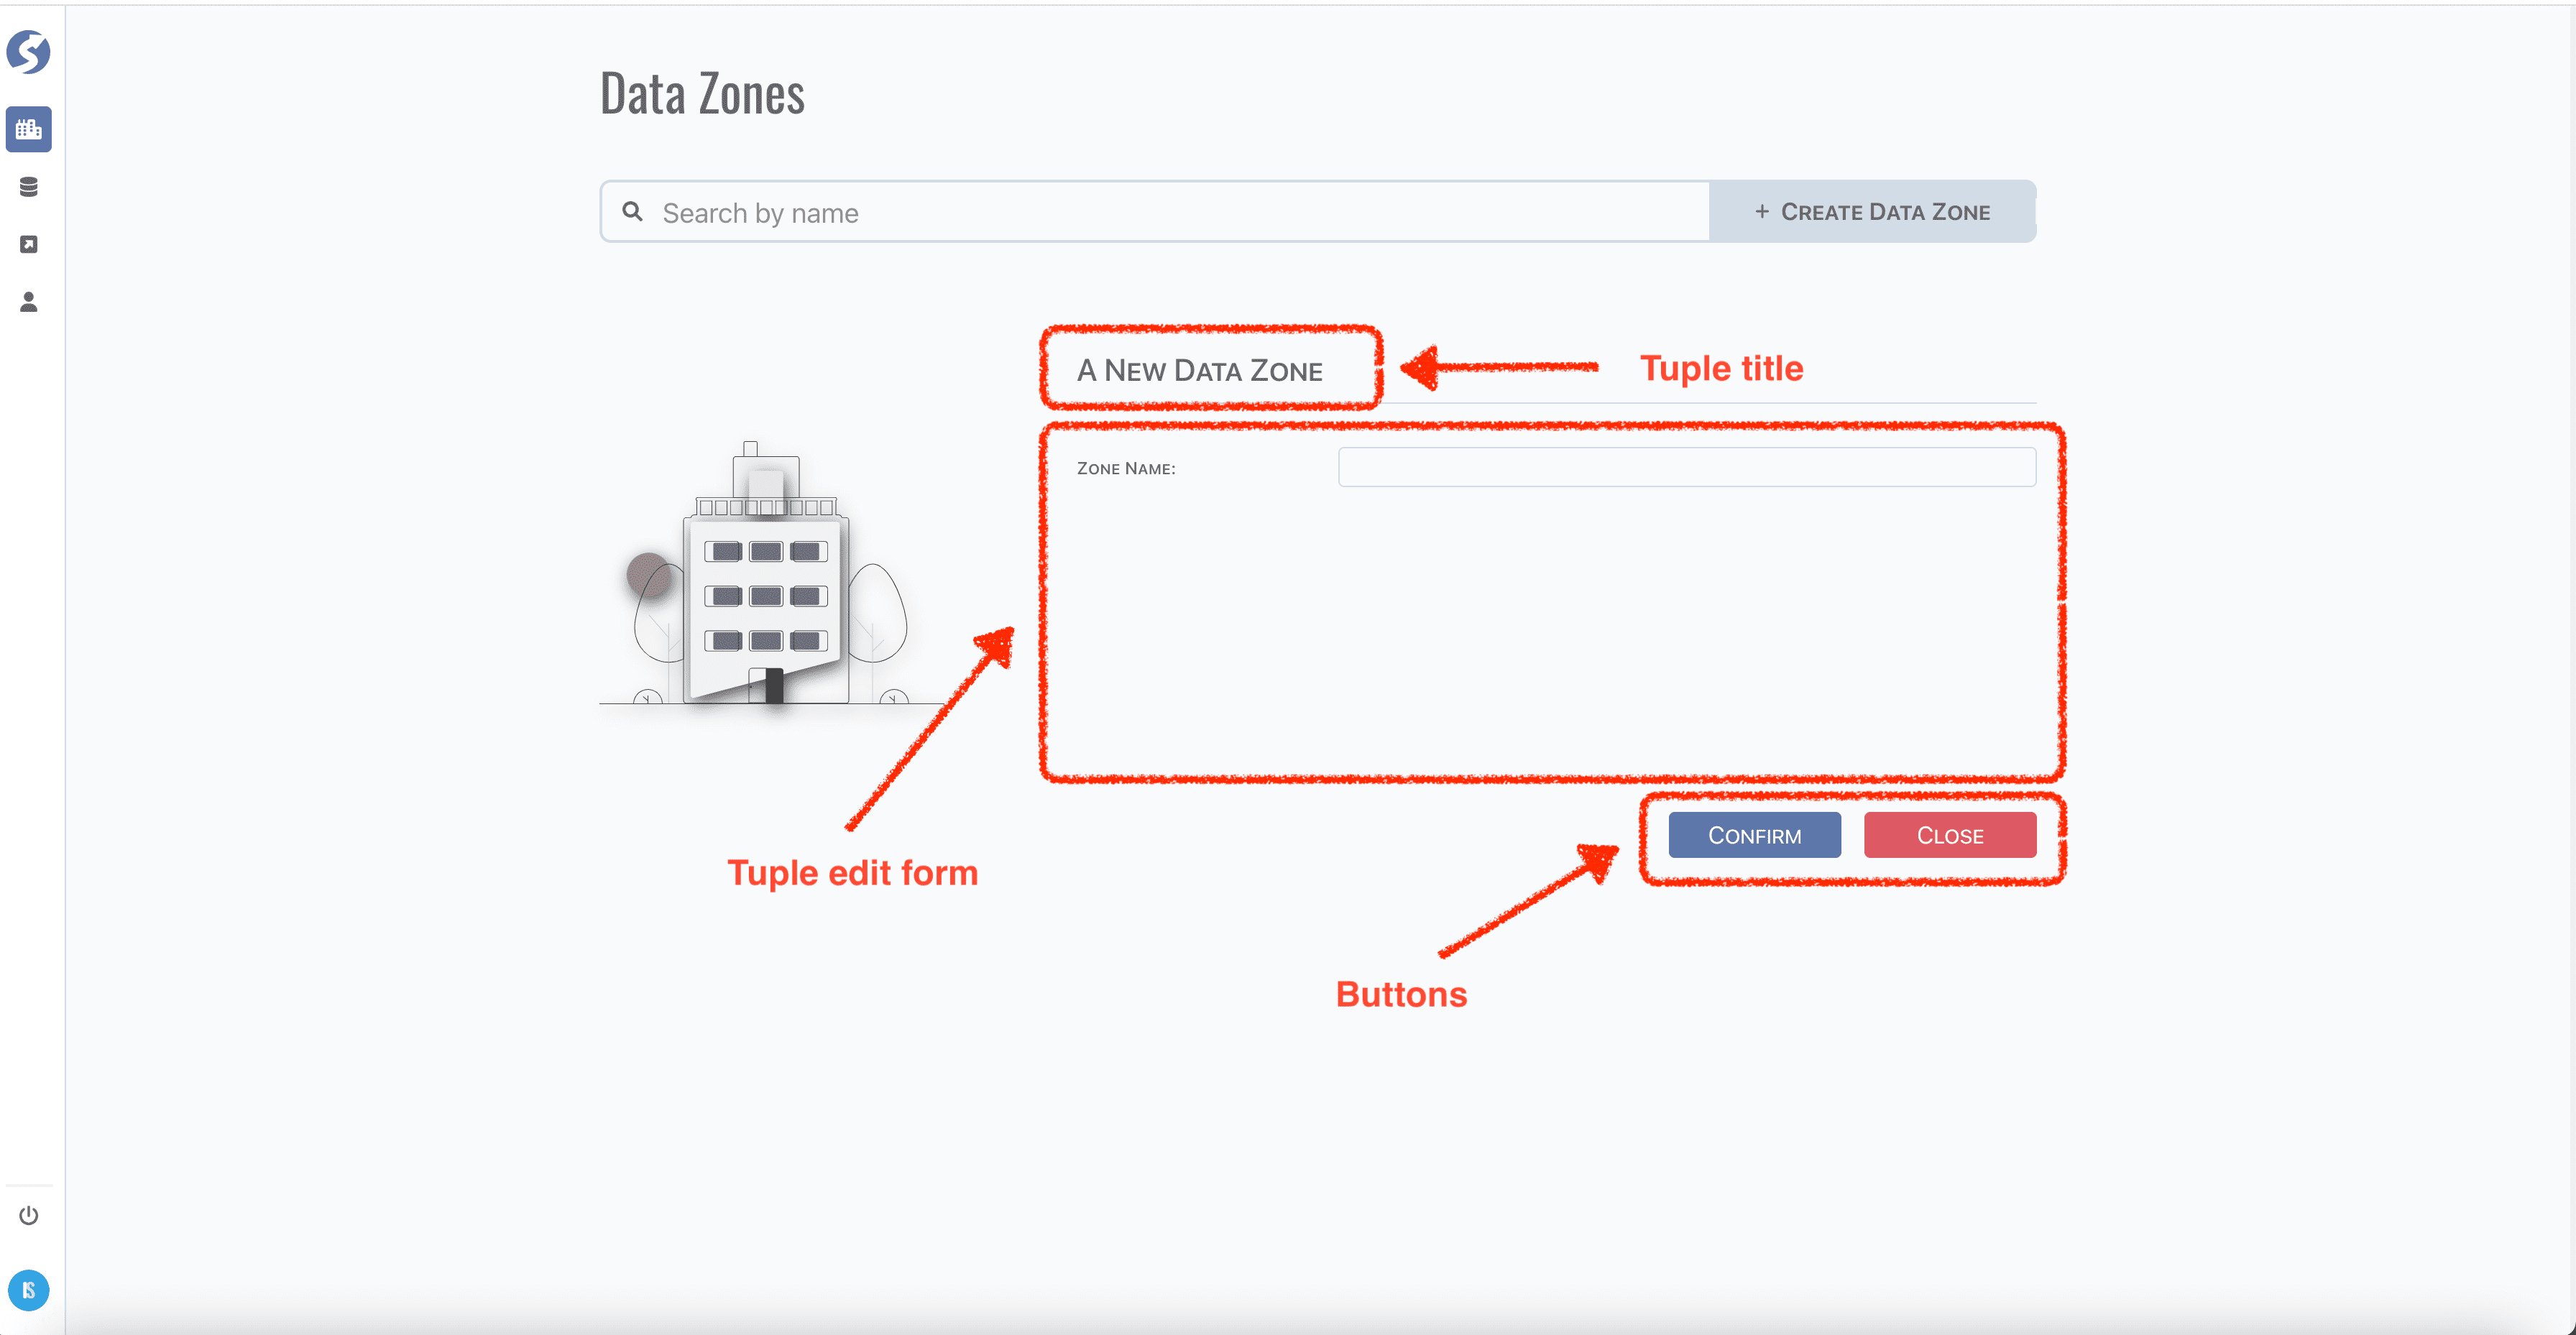 Data Zones
Search by name
+ Create Data Zone
A New Data Zone
Tuple title
Zone Name:
Confirm
Close
Tuple edit form
Buttons
IS